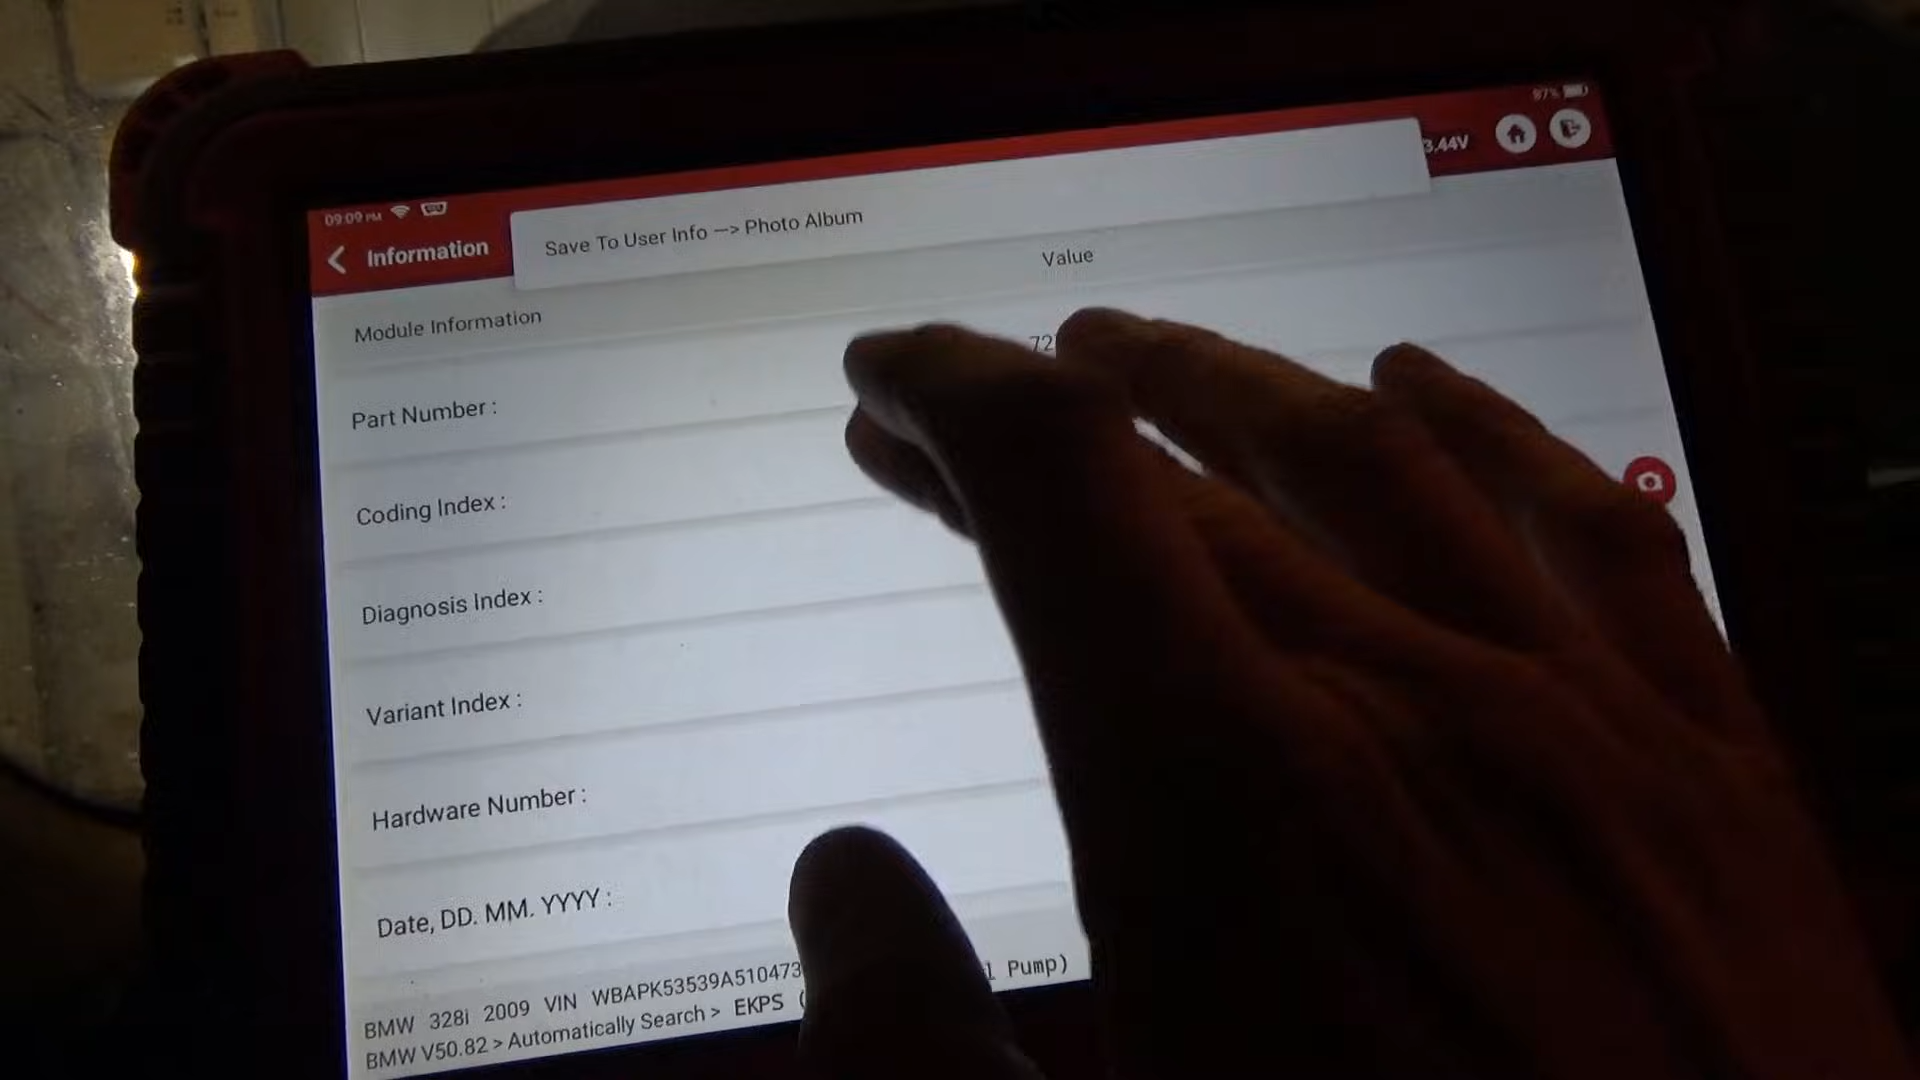 97%
09:09 PM
3.44V
Information
Save To User Info --> Photo Album
Module Information
Value
Part Number :
72
Coding Index :
Diagnosis Index :
Variant Index :
Hardware Number :
Date, DD. MM. YYYY :
BMW 328i 2009 VIN WBAPK53539A510473
BMW V50.82 > Automatically Search > EKPS ( l Pump)